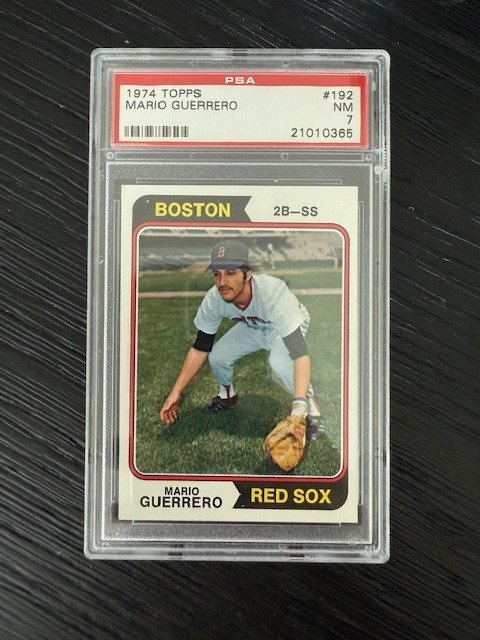 PSA
1974 TOPPS #192
MARIO GUERRERO NM
7
21010365
BOSTON 2B—SS
B
MARIO
GUERRERO
RED SOX